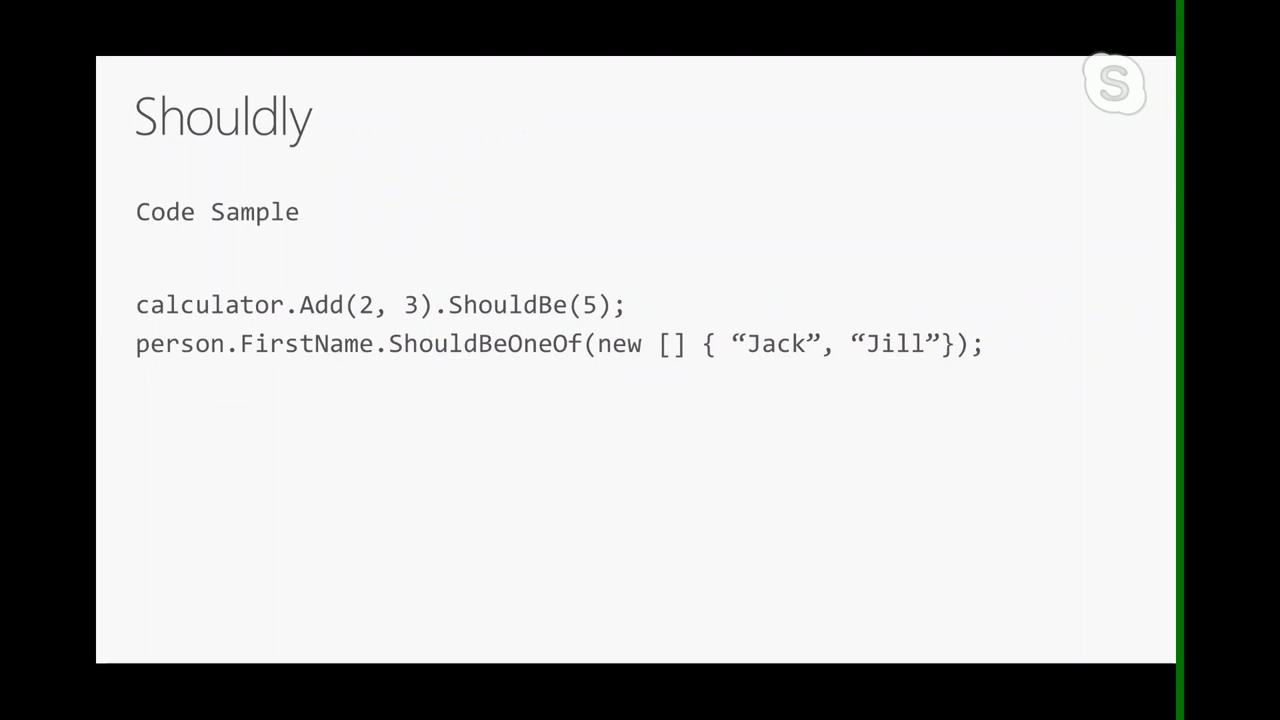 Shouldly
S
Code Sample
calculator.Add(2, 3).ShouldBe(5);
person.FirstName.ShouldBeOneOf(new [] { “Jack”, “Jill”});